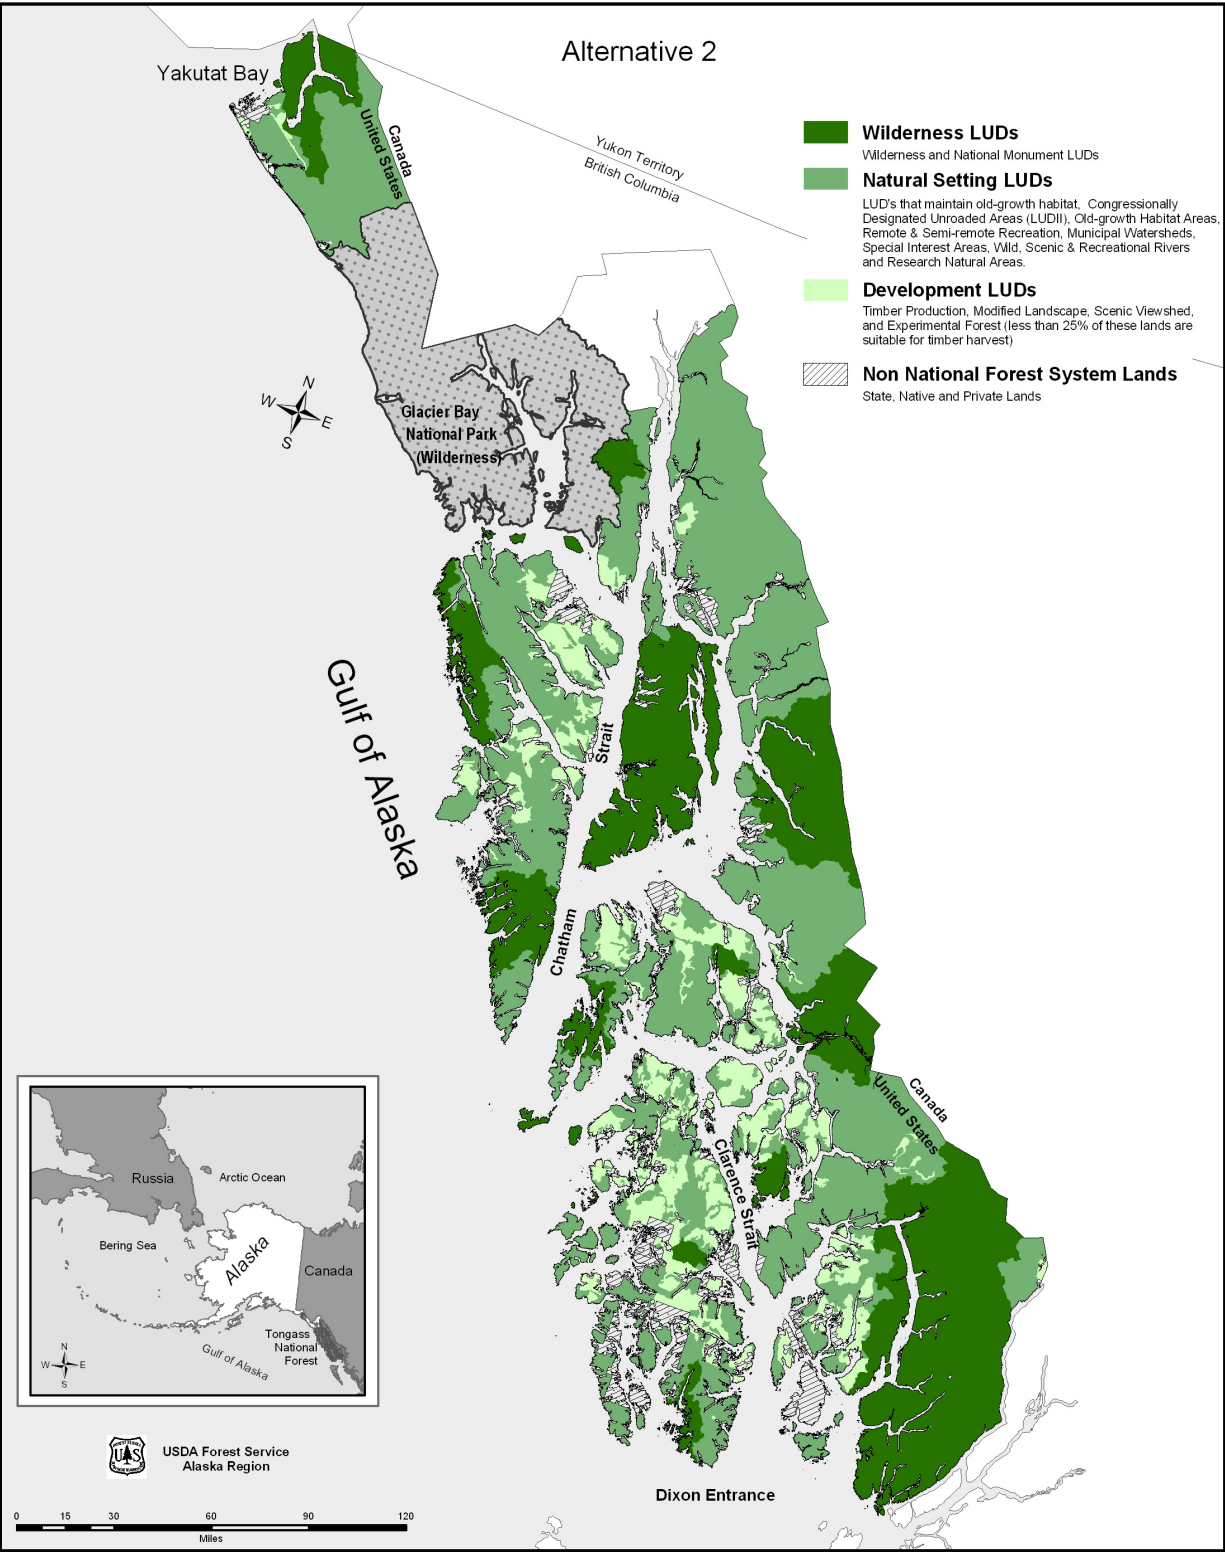 Alternative 2
Yakutat Bay
Canada
United States
Yukon Territory
British Columbia
Wilderness LUDs
Wilderness and National Monument LUDs
Natural Setting LUDs
LUD's that maintain old-growth habitat, Congressionally
Designated Unroaded Areas (LUDII), Old-growth Habitat Areas,
Remote & Semi-remote Recreation, Municipal Watersheds,
Special Interest Areas, Wild, Scenic & Recreational Rivers
and Research Natural Areas.
Development LUDs
Timber Production, Modified Landscape, Scenic Viewshed,
and Experimental Forest (less than 25% of these lands are
suitable for timber harvest)
Non National Forest System Lands
State, Native and Private Lands
N
W
E
S
Glacier Bay
National Park
(Wilderness)
Gulf of Alaska
Strait
Chatham
Canada
United States
Clarence Strait
Russia
Arctic Ocean
Bering Sea
Alaska
Canada
Tongass
National
Forest
Gulf of Alaska
N
W
E
S
U S
USDA Forest Service
Alaska Region
Dixon Entrance
0 15 30 60 90 120
Miles